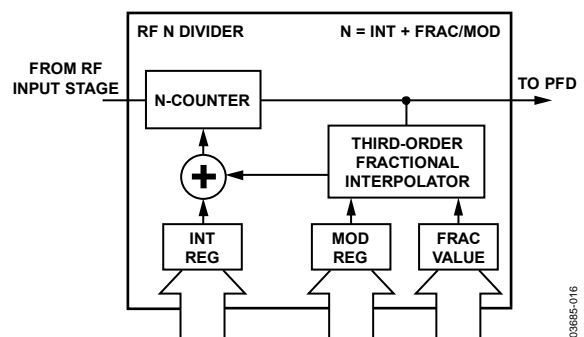 RF N DIVIDER
N = INT + FRAC/MOD
FROM RF
INPUT STAGE
TO PFD
N-COUNTER
THIRD-ORDER
FRACTIONAL
INTERPOLATOR
+
INT
REG
MOD
REG
FRAC
VALUE
03685-016